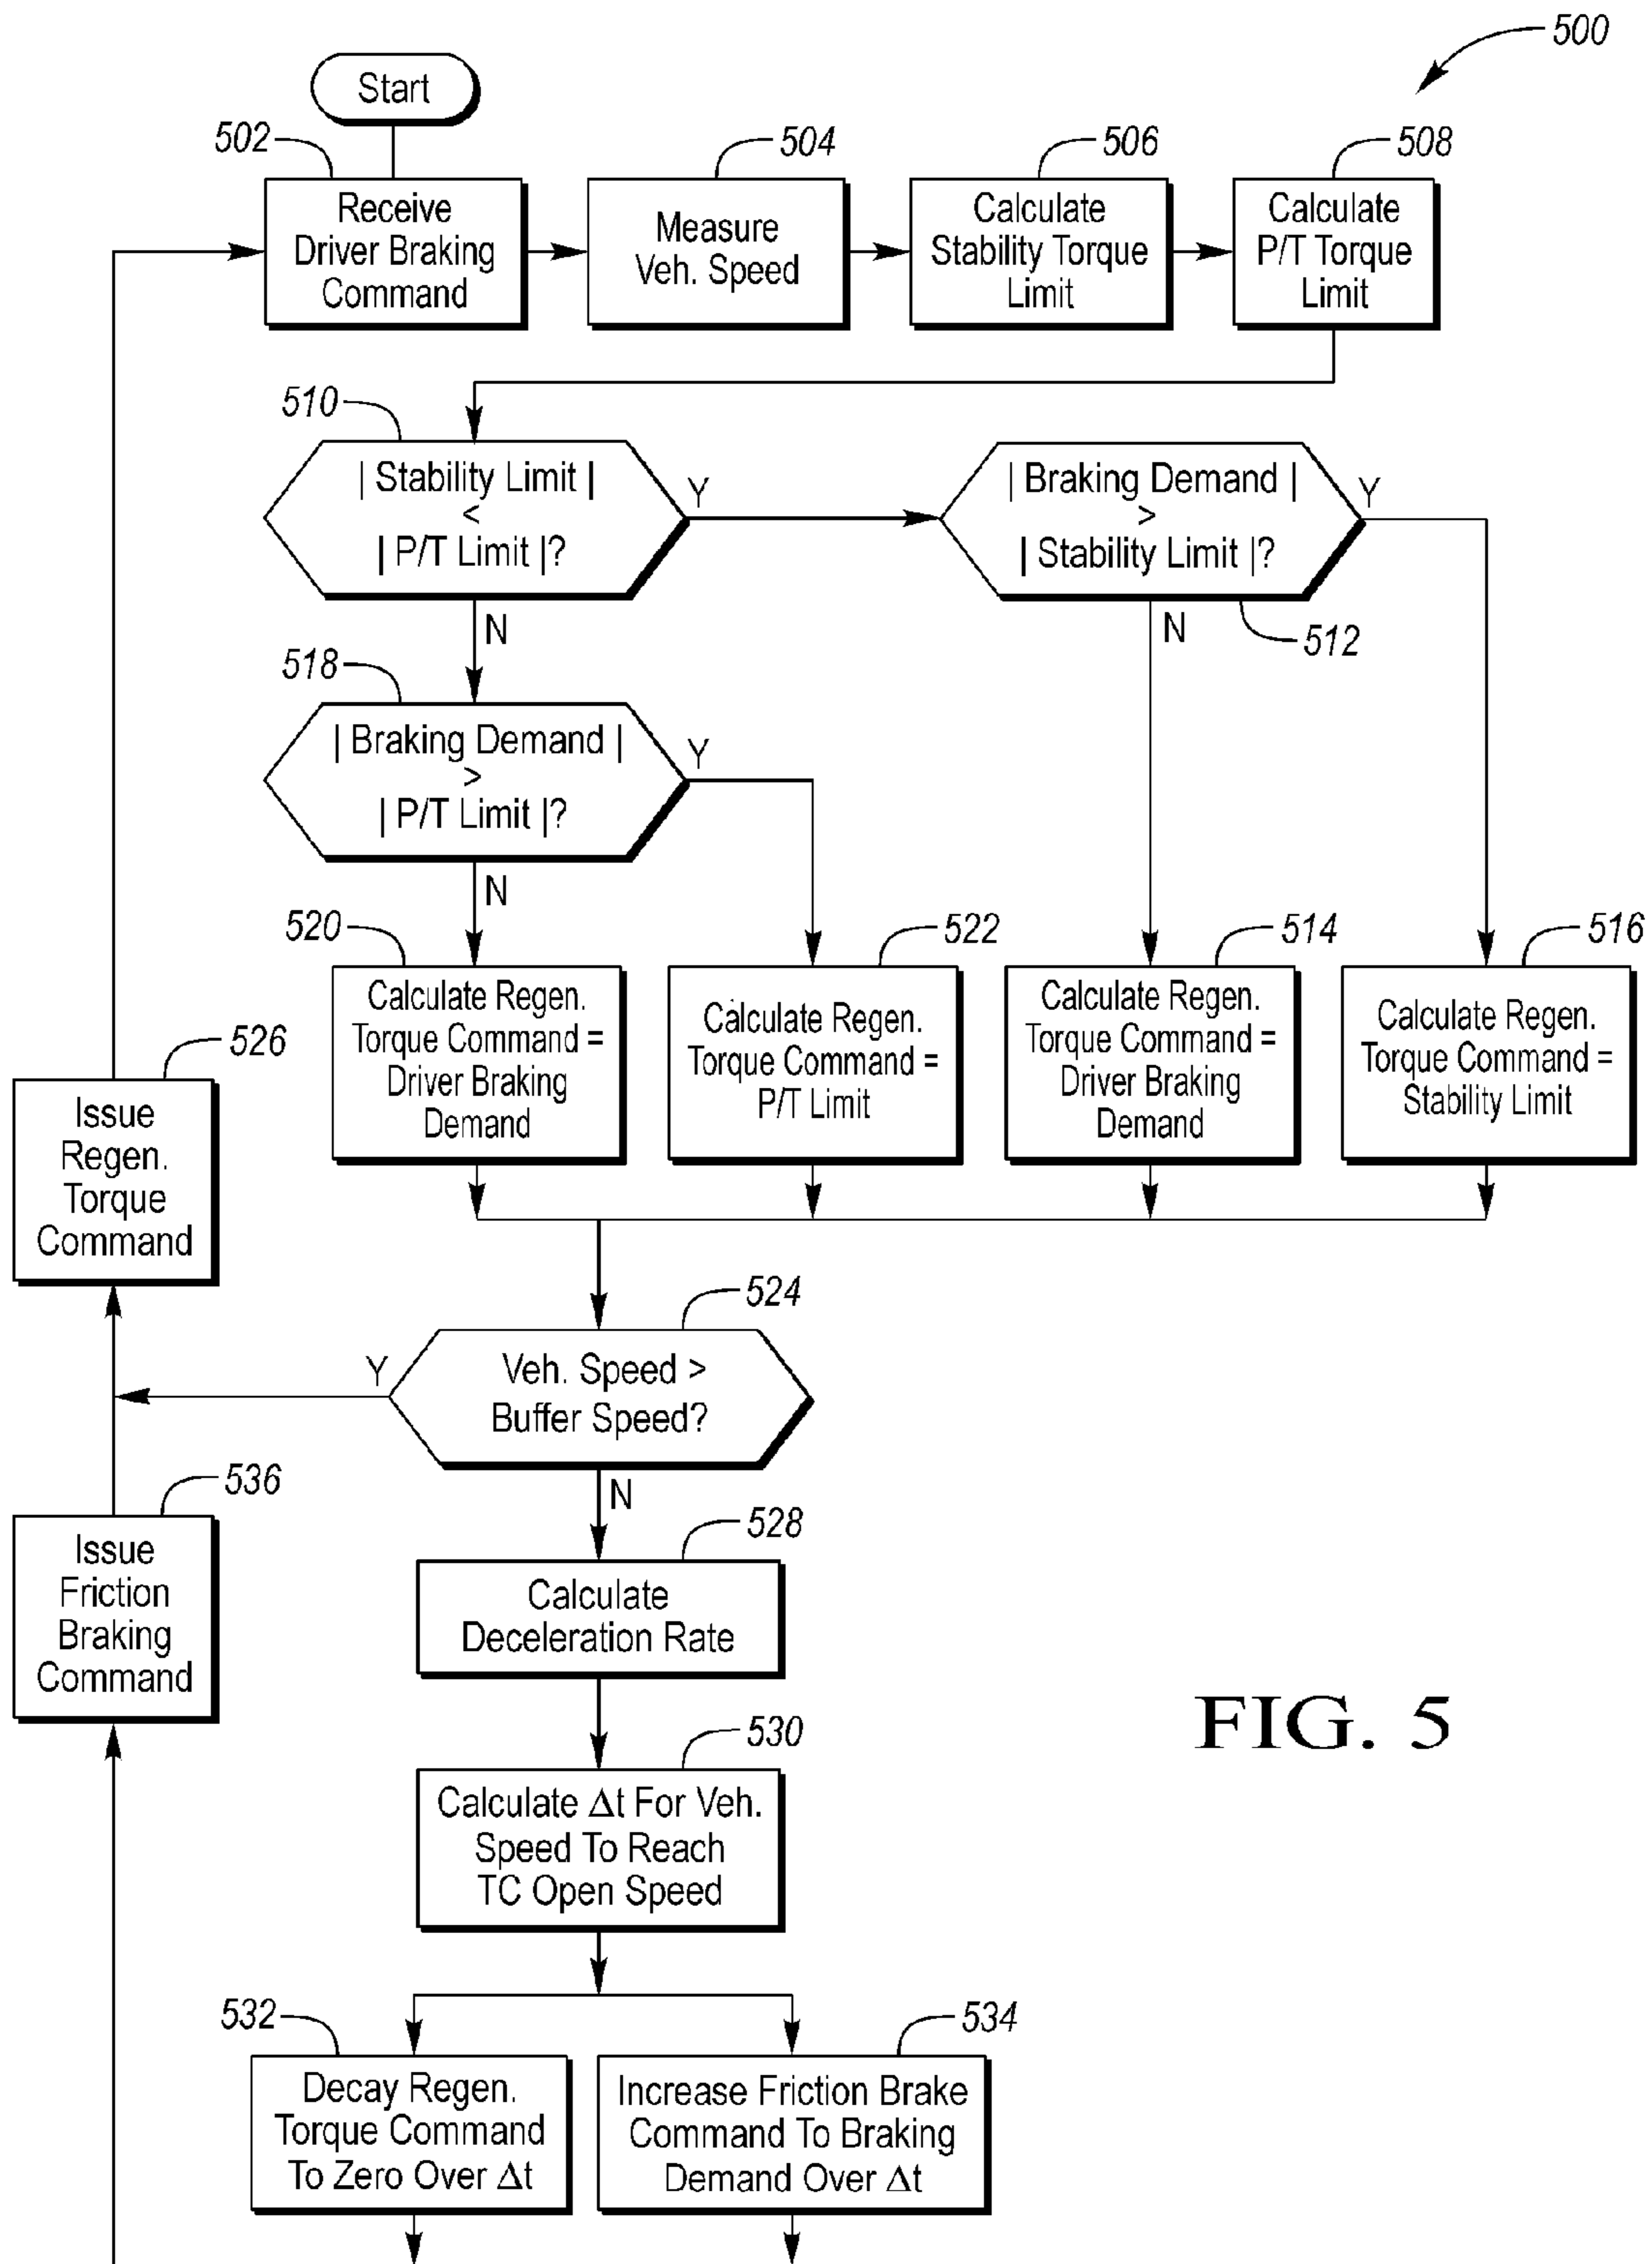 500
Start
502
Receive
Driver Braking
Command
504
Measure
Veh. Speed
506
Calculate
Stability Torque
Limit
508
Calculate
P/T Torque
Limit
510
| Stability Limit |
<
| P/T Limit |?
Y
N
| Braking Demand |
>
| Stability Limit |?
Y
N
512
518
| Braking Demand |
>
| P/T Limit |?
Y
N
520
Calculate Regen.
Torque Command =
Driver Braking
Demand
522
Calculate Regen.
Torque Command =
P/T Limit
514
Calculate Regen.
Torque Command =
Driver Braking
Demand
516
Calculate Regen.
Torque Command =
Stability Limit
526
Issue
Regen.
Torque
Command
524
Veh. Speed >
Buffer Speed?
Y
N
536
Issue
Friction
Braking
Command
528
Calculate
Deceleration Rate
530
Calculate Δt For Veh.
Speed To Reach
TC Open Speed
FIG. 5
532
Decay Regen.
Torque Command
To Zero Over Δt
534
Increase Friction Brake
Command To Braking
Demand Over Δt